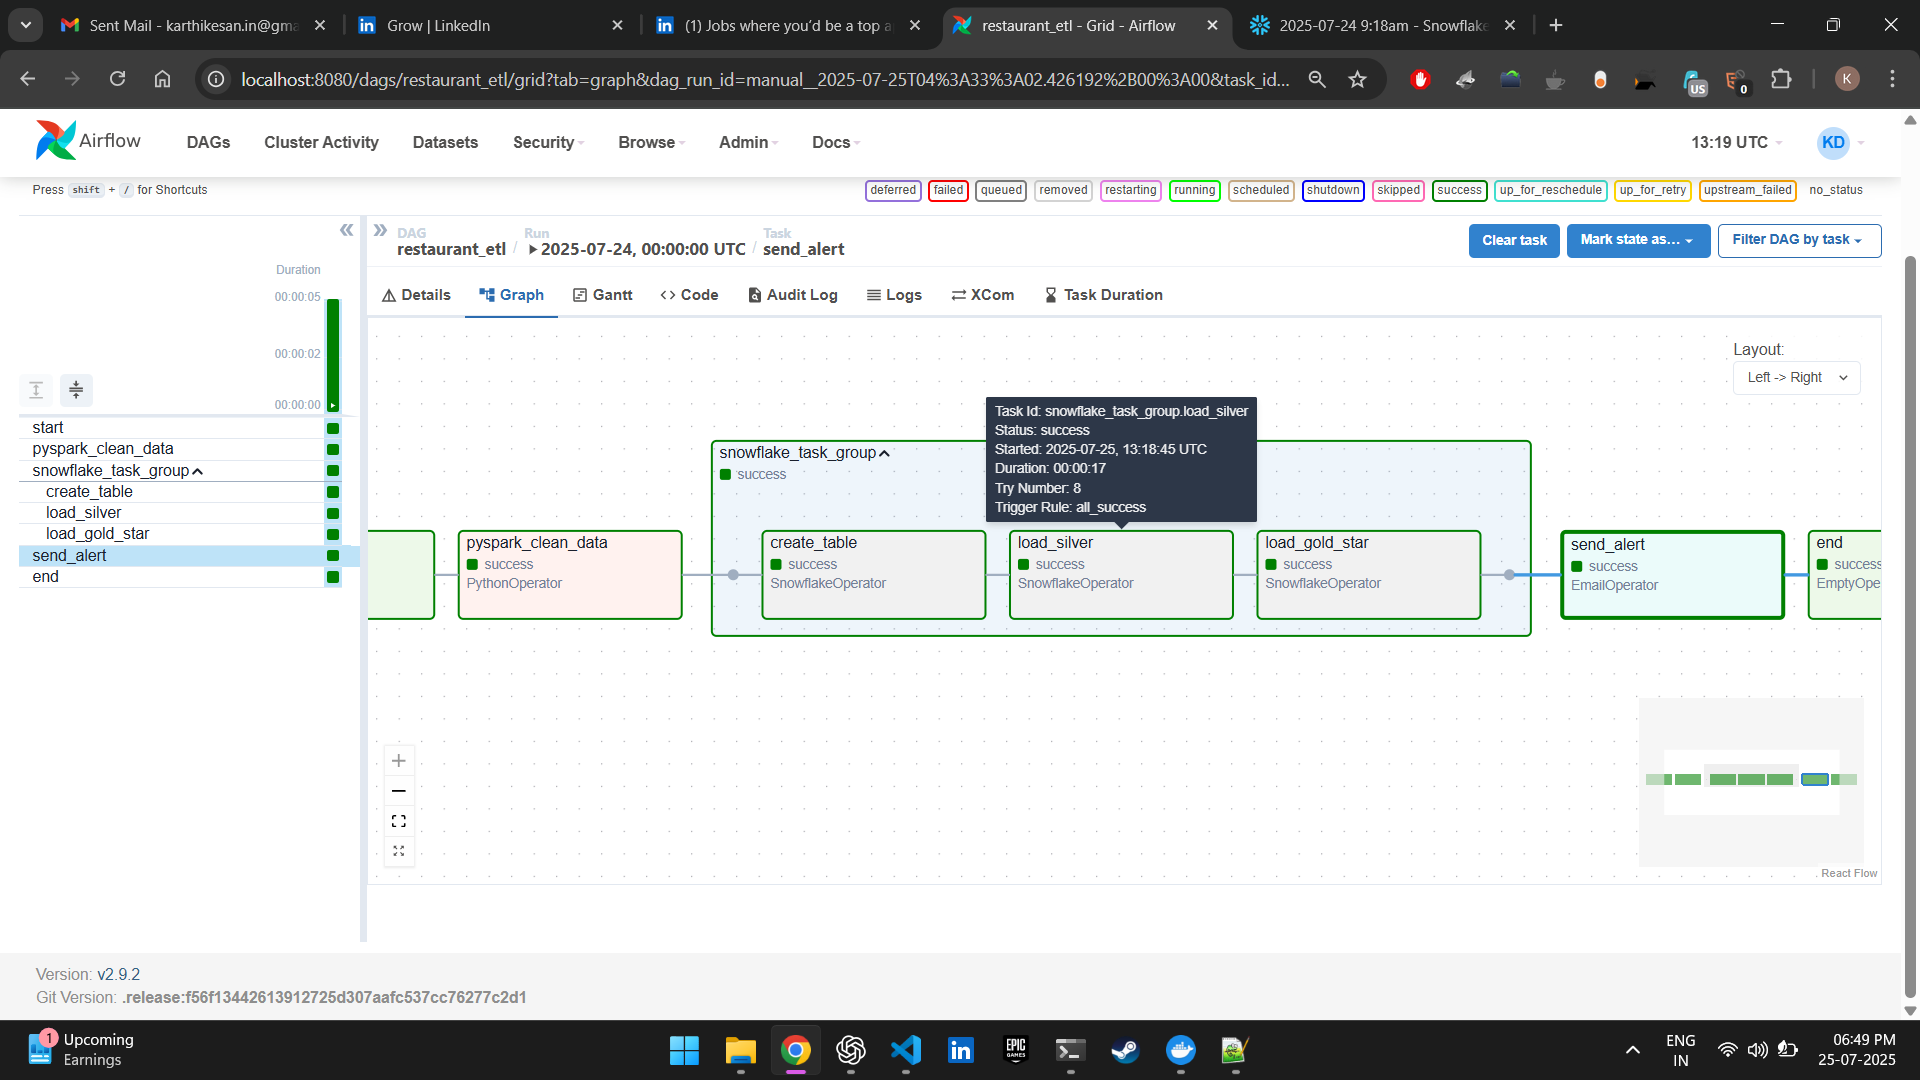 Sent Mail - karthikesan.in@gma
Grow | LinkedIn
(1) Jobs where you'd be a top a
restaurant_etl - Grid - Airflow
2025-07-24 9:18am - Snowflake
localhost:8080/dags/restaurant_etl/grid?tab=graph&dag_run_id=manual__2025-07-25T04%3A33%3A02.426192%2B00%3A00&task_id...
US
0
K
Airflow
DAGs
Cluster Activity
Datasets
Security
Browse
Admin
Docs
13:19 UTC
KD
Press shift + / for Shortcuts
deferred
failed
queued
removed
restarting
running
scheduled
shutdown
skipped
success
up_for_reschedule
up_for_retry
upstream_failed
no_status
DAG
restaurant_etl
/
Run
2025-07-24, 00:00:00 UTC
/
Task
send_alert
Clear task
Mark state as...
Filter DAG by task
Duration
00:00:05
00:00:02
00:00:00
Details
Graph
Gantt
Code
Audit Log
Logs
XCom
Task Duration
start
pyspark_clean_data
snowflake_task_group
create_table
load_silver
load_gold_star
send_alert
end
Layout:
Left -> Right
Task Id: snowflake_task_group.load_silver
Status: success
Started: 2025-07-25, 13:18:45 UTC
Duration: 00:00:17
Try Number: 8
Trigger Rule: all_success
snowflake_task_group
success
pyspark_clean_data
success
PythonOperator
create_table
success
SnowflakeOperator
load_silver
success
SnowflakeOperator
load_gold_star
success
SnowflakeOperator
send_alert
success
EmailOperator
end
success
EmptyOpe
React Flow
Version: v2.9.2
Git Version: .release:f56f13442613912725d307aafc537cc76277c2d1
1
Upcoming
Earnings
EPIC
GAMES
ENG
IN
06:49 PM
25-07-2025